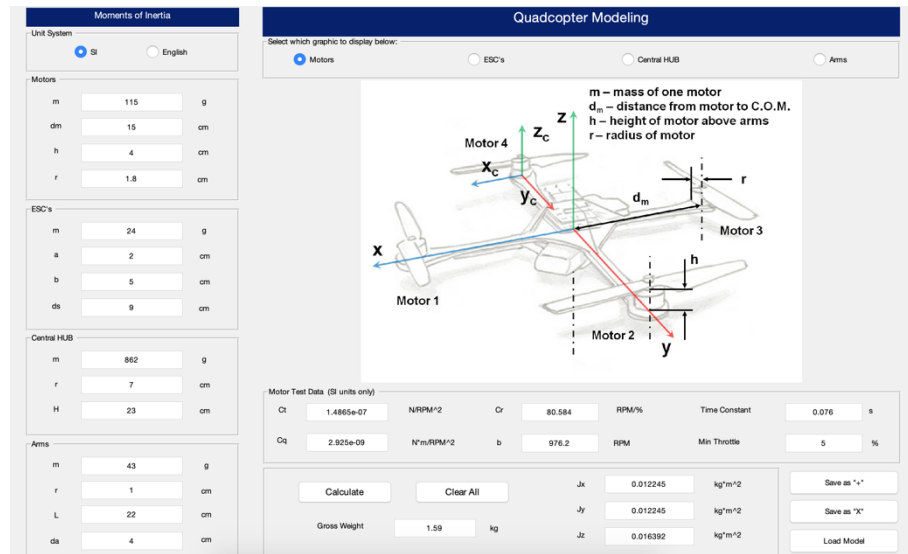 Moments of Inertia
Unit System
SI English
Motors
m 115 g
dm 15 cm
h 4 cm
r 1.8 cm
ESC's
m 24 g
a 2 cm
b 5 cm
ds 9 cm
Central HUB
m 862 g
r 7 cm
H 23 cm
Arms
m 43 g
r 1 cm
L 22 cm
da 4 cm
Quadcopter Modeling
Select which graphic to display below:
Motors ESC's Central HUB Arms
m – mass of one motor
dm – distance from motor to C.O.M.
h – height of motor above arms
r – radius of motor
Z
Zc
Motor 4
Xc
Yc
dm
r
Motor 3
X
h
Motor 1
Motor 2
y
Motor Test Data (SI units only)
Ct 1.4865e-07 N/RPM^2 Cr 80.584 RPM/% Time Constant 0.076 s
Cq 2.925e-09 N*m/RPM^2 b 976.2 RPM Min Throttle 5 %
Calculate Clear All
Gross Weight 1.59 kg
Jx 0.012245 kg*m^2
Jy 0.012245 kg*m^2
Jz 0.016392 kg*m^2
Save as "+"
Save as "X"
Load Model